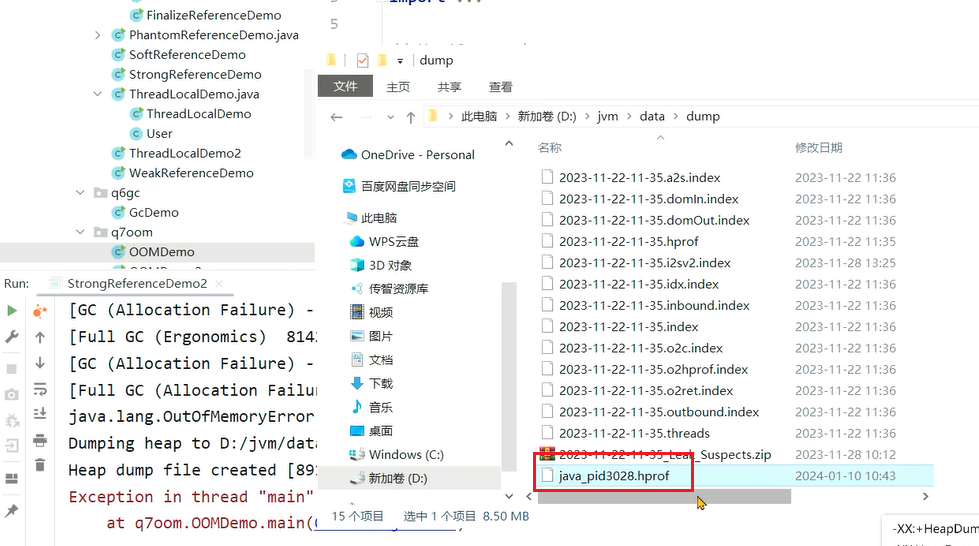 FinalizeReferenceDemo
PhantomReferenceDemo.java
SoftReferenceDemo
StrongReferenceDemo
ThreadLocalDemo.java
ThreadLocalDemo
User
ThreadLocalDemo2
WeakReferenceDemo
q6gc
GcDemo
q7oom
OOMDemo
5
dump
文件 主页 共享 查看
此电脑 新加卷 (D:) jvm data dump
OneDrive - Personal
百度网盘同步空间
此电脑
WPS云盘
3D 对象
传智资源库
视频
图片
文档
下载
音乐
桌面
Windows (C:)
新加卷 (D:)
名称 修改日期
2023-11-22-11-35.a2s.index 2023-11-22 11:36
2023-11-22-11-35.domIn.index 2023-11-22 11:36
2023-11-22-11-35.domOut.index 2023-11-22 11:36
2023-11-22-11-35.hprof 2023-11-22 11:35
2023-11-22-11-35.i2sv2.index 2023-11-28 13:25
2023-11-22-11-35.idx.index 2023-11-22 11:36
2023-11-22-11-35.inbound.index 2023-11-22 11:36
2023-11-22-11-35.index 2023-11-22 11:36
2023-11-22-11-35.o2c.index 2023-11-22 11:36
2023-11-22-11-35.o2hprof.index 2023-11-22 11:36
2023-11-22-11-35.o2ret.index 2023-11-22 11:36
2023-11-22-11-35.outbound.index 2023-11-22 11:36
2023-11-22-11-35.threads 2023-11-22 11:36
2023-11-22-11-35_Leak_Suspects.zip 2023-11-28 10:12
java_pid3028.hprof 2024-01-10 10:43
15 个项目 选中 1 个项目 8.50 MB
Run: StrongReferenceDemo2
[GC (Allocation Failure) -
[Full GC (Ergonomics) 814
[GC (Allocation Failure) -
[Full GC (Allocation Failu
java.lang.OutOfMemoryError
Dumping heap to D:/jvm/dat
Heap dump file created [89
Exception in thread "main"
at q7oom.OOMDemo.main(
-XX:+HeapDum